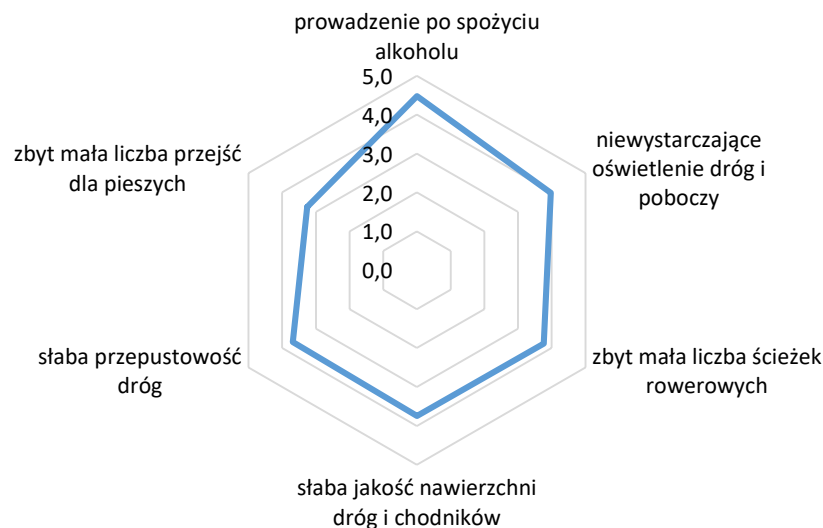 prowadzenie po spożyciu
alkoholu
5,0
4,0
3,0
2,0
1,0
0,0
niewystarczające
oświetlenie dróg i
poboczy
zbyt mała liczba ścieżek
rowerowych
słaba jakość nawierzchni
dróg i chodników
słaba przepustowość
dróg
zbyt mała liczba przejść
dla pieszych